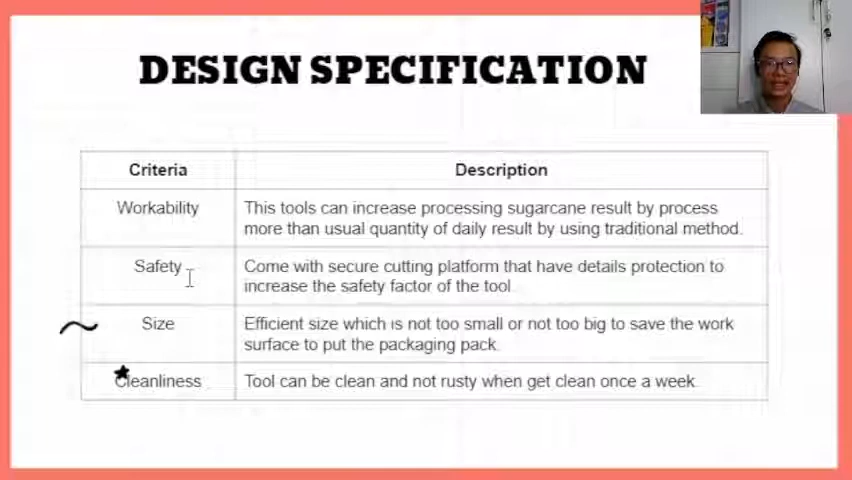 DESIGN SPECIFICATION
Criteria Description
Workability This tools can increase processing sugarcane result by process
more than usual quantity of daily result by using traditional method.
Safety Come with secure cutting platform that have details protection to
increase the safety factor of the tool
Size Efficient size which is not too small or not too big to save the work
surface to put the packaging pack.
Cleanliness Tool can be clean and not rusty when get clean once a week.